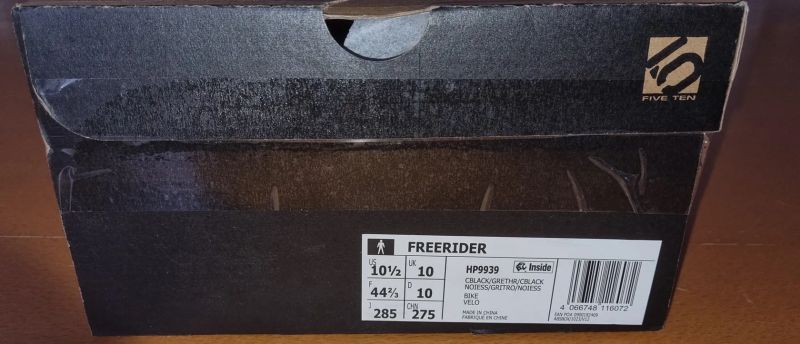 FIVE TEN
FREERIDER
US 10½ UK 10
F 44⅔ D 10
J 285 CHN 275
HP9939 Inside
CBLACK/GRETHR/CBLACK
NOIESS/GRITRO/NOIESS
BIKE
VELO
MADE IN CHINA
FABRIQUE EN CHINE
4 066748 116072